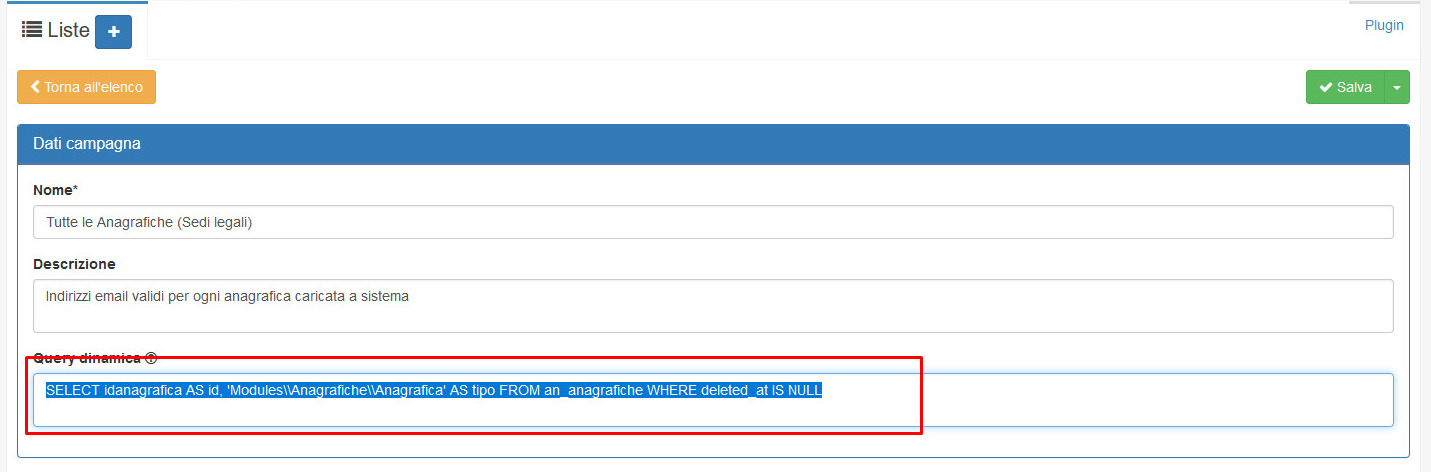 Liste +
Plugin
Torna all'elenco
Salva
Dati campagna
Nome*
Tutte le Anagrafiche (Sedi legali)
Descrizione
Indirizzi email validi per ogni anagrafica caricata a sistema
Query dinamica
SELECT idanagrafica AS id, 'Modules\\Anagrafiche\\Anagrafica' AS tipo FROM an_anagrafiche WHERE deleted_at IS NULL